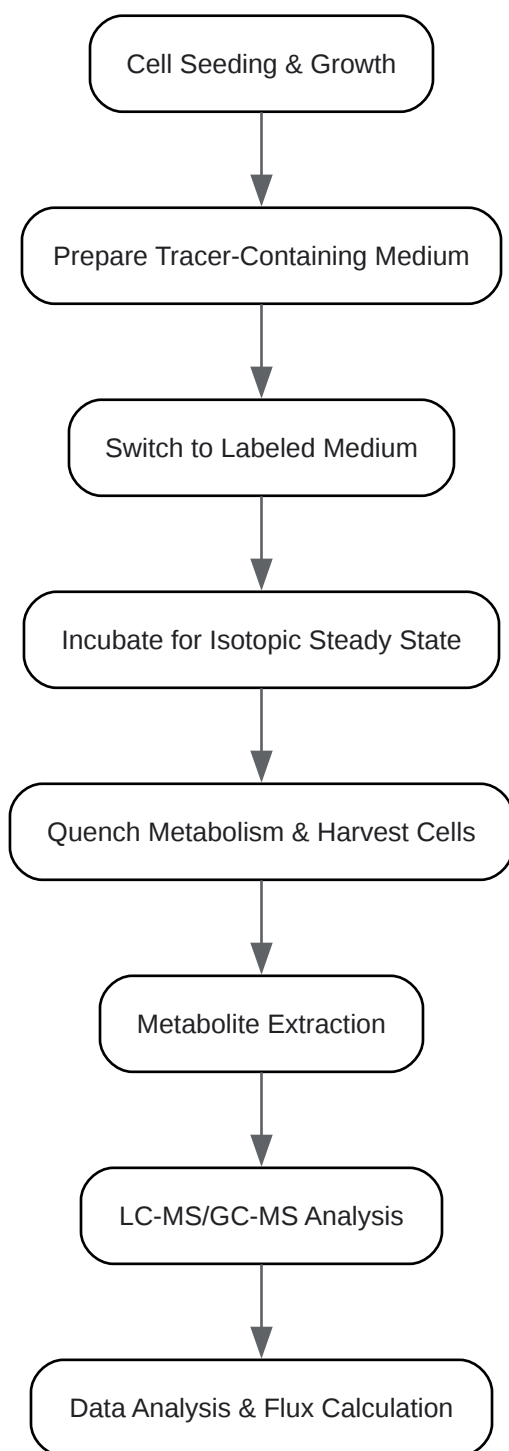 Cell Seeding & Growth
Prepare Tracer-Containing Medium
Switch to Labeled Medium
Incubate for Isotopic Steady State
Quench Metabolism & Harvest Cells
Metabolite Extraction
LC-MS/GC-MS Analysis
Data Analysis & Flux Calculation